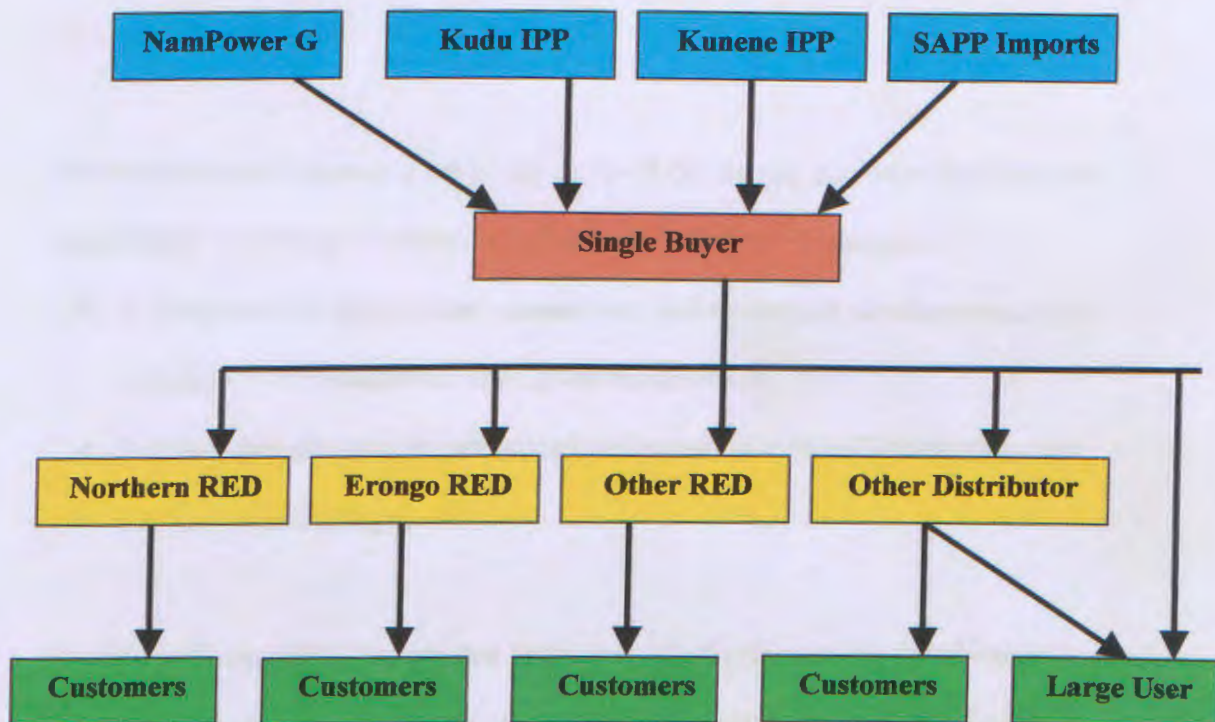 NamPower G
Kudu IPP
Kunene IPP
SAPP Imports
Single Buyer
Northern RED
Erongo RED
Other RED
Other Distributor
Customers
Customers
Customers
Customers
Large User